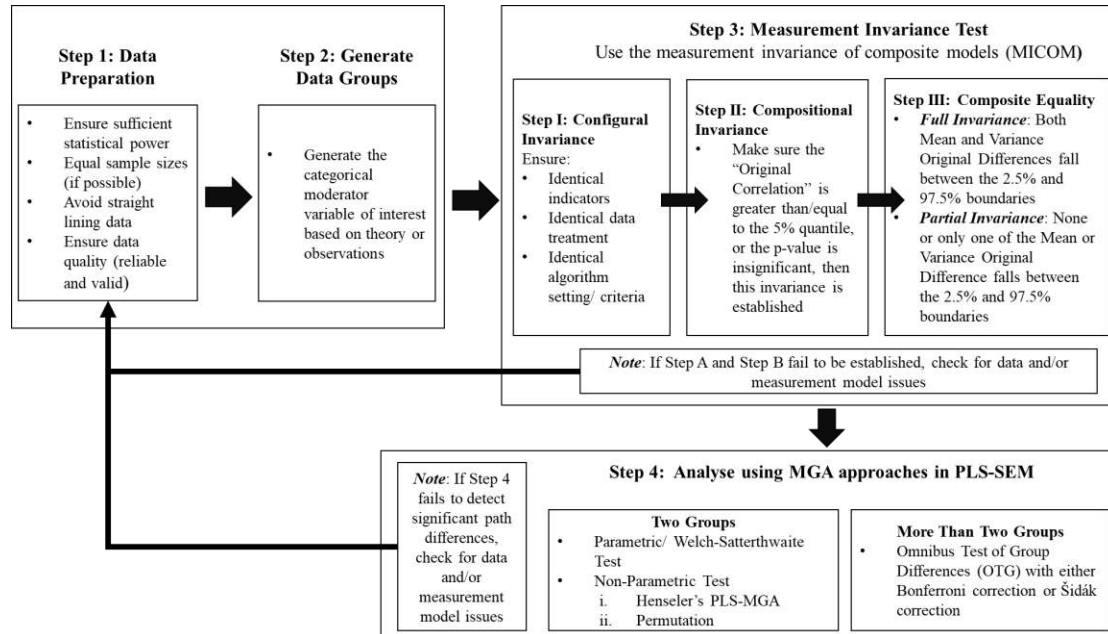 Step 1: Data
Preparation
• Ensure sufficient
statistical power
• Equal sample sizes
(if possible)
• Avoid straight
lining data
• Ensure data
quality (reliable
and valid)
Step 2: Generate
Data Groups
• Generate the
categorical
moderator
variable of interest
based on theory or
observations
Step 3: Measurement Invariance Test
Use the measurement invariance of composite models (MICOM)
Step I: Configural
Invariance
Ensure:
• Identical
indicators
• Identical data
treatment
• Identical
algorithm
setting/ criteria
Step II: Compositional
Invariance
• Make sure the
“Original
Correlation” is
greater than/equal
to the 5% quantile,
or the p-value is
insignificant, then
this invariance is
established
Step III: Composite Equality
• Full Invariance: Both
Mean and Variance
Original Differences fall
between the 2.5% and
97.5% boundaries
• Partial Invariance: None
or only one of the Mean or
Variance Original
Difference falls between
the 2.5% and 97.5%
boundaries
Note: If Step A and Step B fail to be established, check for data and/or
measurement model issues
Step 4: Analyse using MGA approaches in PLS-SEM
Note: If Step 4
fails to detect
significant path
differences,
check for data
and/or
measurement
model issues
Two Groups
• Parametric/ Welch-Satterthwaite
Test
• Non-Parametric Test
i. Henseler’s PLS-MGA
ii. Permutation
More Than Two Groups
• Omnibus Test of Group
Differences (OTG) with either
Bonferroni correction or Šidák
correction